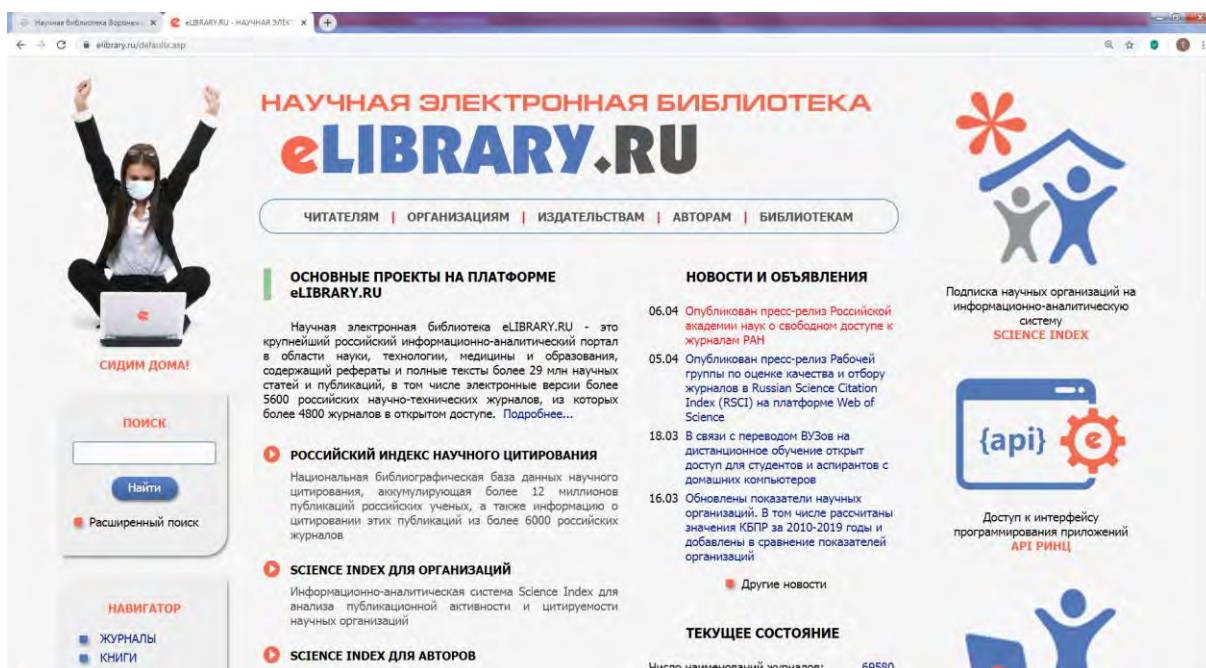 Научная библиотека Воронеж
eLIBRARY.RU - НАУЧНАЯ ЭЛЕК
elibrary.ru/defaultx.asp
НАУЧНАЯ ЭЛЕКТРОННАЯ БИБЛИОТЕКА
eLIBRARY.RU
ЧИТАТЕЛЯМ | ОРГАНИЗАЦИЯМ | ИЗДАТЕЛЬСТВАМ | АВТОРАМ | БИБЛИОТЕКАМ
СИДИМ ДОМА!
ПОИСК
Найти
Расширенный поиск
НАВИГАТОР
ЖУРНАЛЫ
КНИГИ
ОСНОВНЫЕ ПРОЕКТЫ НА ПЛАТФОРМЕ
eLIBRARY.RU
Научная электронная библиотека eLIBRARY.RU - это
крупнейший российский информационно-аналитический портал
в области науки, технологии, медицины и образования,
содержащий рефераты и полные тексты более 29 млн научных
статей и публикаций, в том числе электронные версии более
5600 российских научно-технических журналов, из которых
более 4800 журналов в открытом доступе. Подробнее...
РОССИЙСКИЙ ИНДЕКС НАУЧНОГО ЦИТИРОВАНИЯ
Национальная библиографическая база данных научного
цитирования, аккумулирующая более 12 миллионов
публикаций российских ученых, а также информацию о
цитировании этих публикаций из более 6000 российских
журналов
SCIENCE INDEX ДЛЯ ОРГАНИЗАЦИЙ
Информационно-аналитическая система Science Index для
анализа публикационной активности и цитируемости
научных организаций
SCIENCE INDEX ДЛЯ АВТОРОВ
НОВОСТИ И ОБЪЯВЛЕНИЯ
06.04 Опубликован пресс-релиз Российской
академии наук о свободном доступе к
журналам РАН
05.04 Опубликован пресс-релиз Рабочей
группы по оценке качества и отбору
журналов в Russian Science Citation
Index (RSCI) на платформе Web of
Science
18.03 В связи с переводом ВУЗов на
дистанционное обучение открыт
доступ для студентов и аспирантов с
домашних компьютеров
16.03 Обновлены показатели научных
организаций. В том числе рассчитаны
значения КБПР за 2010-2019 годы и
добавлены в сравнение показателей
организаций
Другие новости
ТЕКУЩЕЕ СОСТОЯНИЕ
Число наименований журналов: 69580
Подписка научных организаций на
информационно-аналитическую
систему
SCIENCE INDEX
{api} e
Доступ к интерфейсу
программирования приложений
API РИНЦ